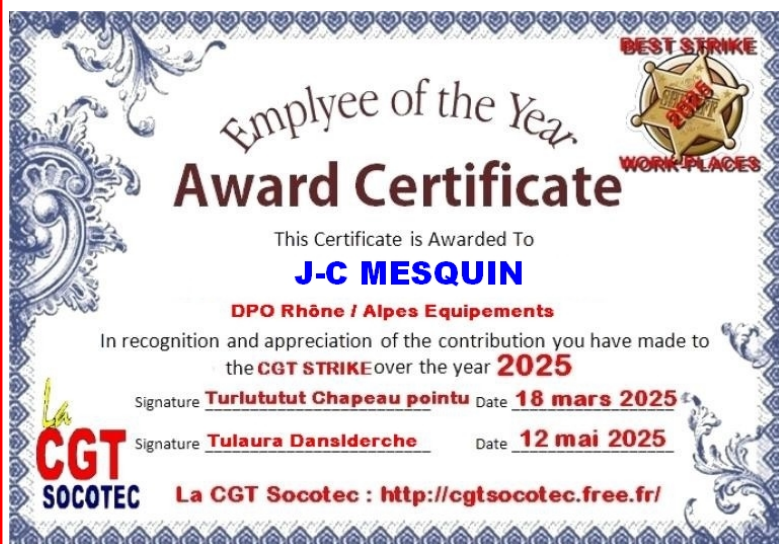 BEST STRIKE
2025
WORK-PLACES
Emplyee of the Year
Award Certificate
This Certificate is Awarded To
J-C MESQUIN
DPO Rhône / Alpes Equipements
In recognition and appreciation of the contribution you have made to
the CGT STRIKE over the year 2025
Signature Turlututut Chapeau pointu Date 18 mars 2025
Signature Tulaura Danslderche Date 12 mai 2025
La
CGT
SOCOTEC
La CGT Socotec : http://cgtsocotec.free.fr/